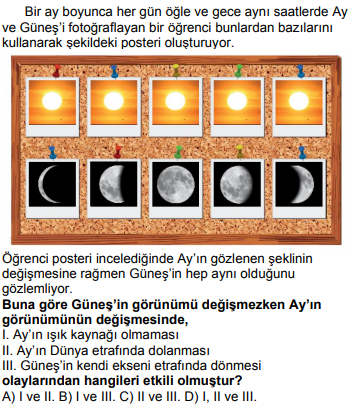 Bir ay boyunca her gün öğle ve gece aynı saatlerde Ay
ve Güneş'i fotoğraflayan bir öğrenci bunlardan bazılarını
kullanarak şekildeki posteri oluşturuyor.
Öğrenci posteri incelediğinde Ay'ın gözlenen şeklinin
değişmesine rağmen Güneş'in hep aynı olduğunu
gözlemliyor.
Buna göre Güneş'in görünümü değişmezken Ay'ın
görünümünün değişmesinde,
I. Ay'ın ışık kaynağı olmaması
II. Ay'ın Dünya etrafında dolanması
III. Güneş'in kendi ekseni etrafında dönmesi
olaylarından hangileri etkili olmuştur?
A) I ve II. B) I ve III. C) II ve III. D) I, II ve III.